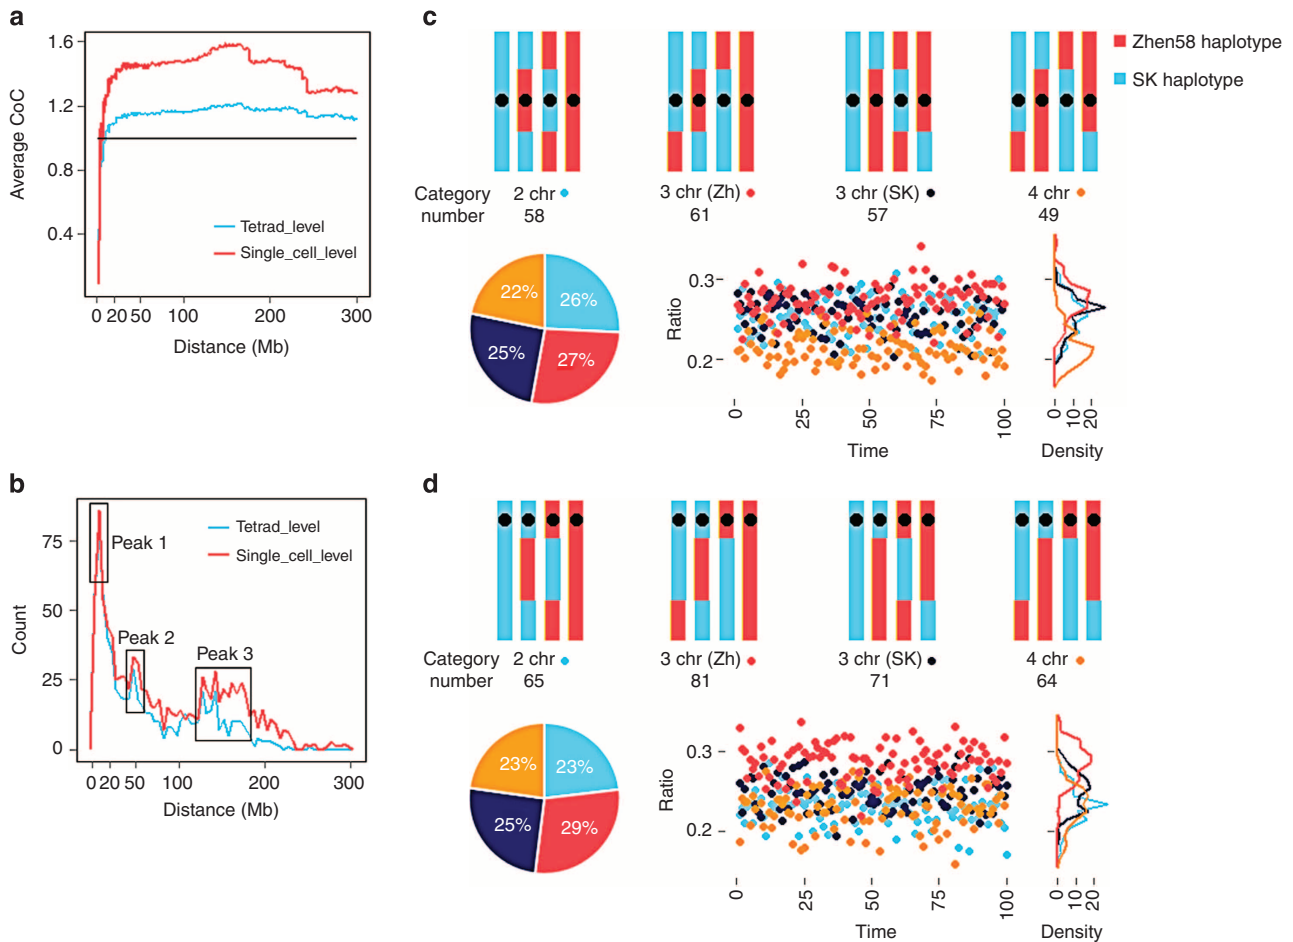 a
1.6
1.2
0.8
0.4
Average CoC
Tetrad_level
Single_cell_level
0 20 50 100 200 300
Distance (Mb)
b
75
50
25
0
Count
Tetrad_level
Single_cell_level
Peak 1
Peak 2
Peak 3
0 20 50 100 200 300
Distance (Mb)
c
Zhen58 haplotype
SK haplotype
Category 2 chr 3 chr (Zh) 3 chr (SK) 4 chr
number 58 61 57 49
22% 26%
25% 27%
0.3
0.2
Ratio
0 25 50 75 100
Time
0 10 20
Density
d
Category 2 chr 3 chr (Zh) 3 chr (SK) 4 chr
number 65 81 71 64
23% 23%
25% 29%
0.3
0.2
Ratio
0 25 50 75 100
Time
0 10 20
Density